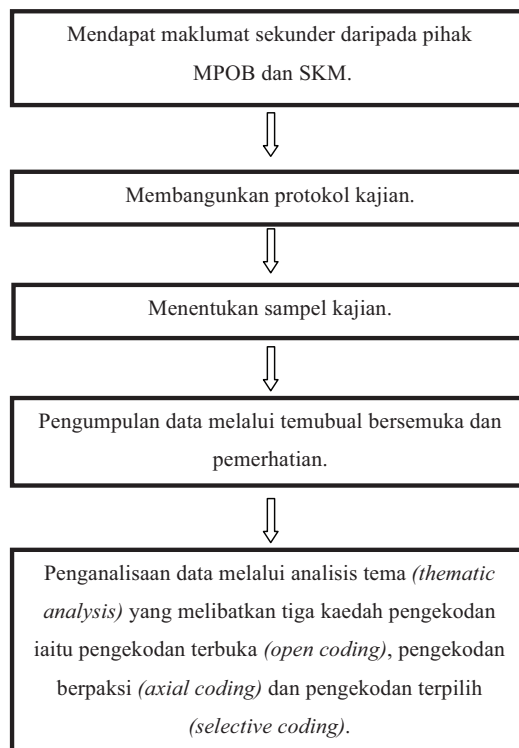 Mendapat maklumat sekunder daripada pihak
MPOB dan SKM.
Membangunkan protokol kajian.
Menentukan sampel kajian.
Pengumpulan data melalui temubual bersemuka dan
pemerhatian.
Penganalisaan data melalui analisis tema (thematic
analysis) yang melibatkan tiga kaedah pengekodan
iaitu pengekodan terbuka (open coding), pengekodan
berpaksi (axial coding) dan pengekodan terpilih
(selective coding).